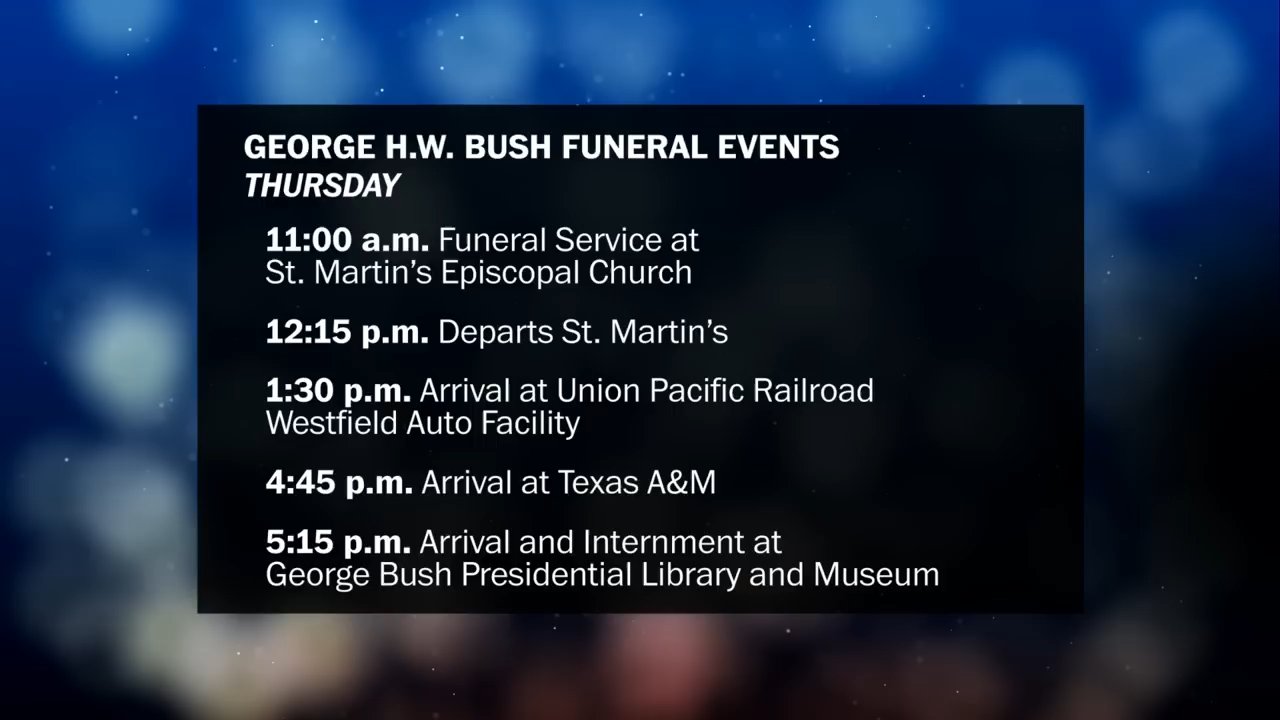 GEORGE H.W. BUSH FUNERAL EVENTS
THURSDAY
11:00 a.m. Funeral Service at
St. Martin’s Episcopal Church
12:15 p.m. Departs St. Martin’s
1:30 p.m. Arrival at Union Pacific Railroad
Westfield Auto Facility
4:45 p.m. Arrival at Texas A&M
5:15 p.m. Arrival and Internment at
George Bush Presidential Library and Museum